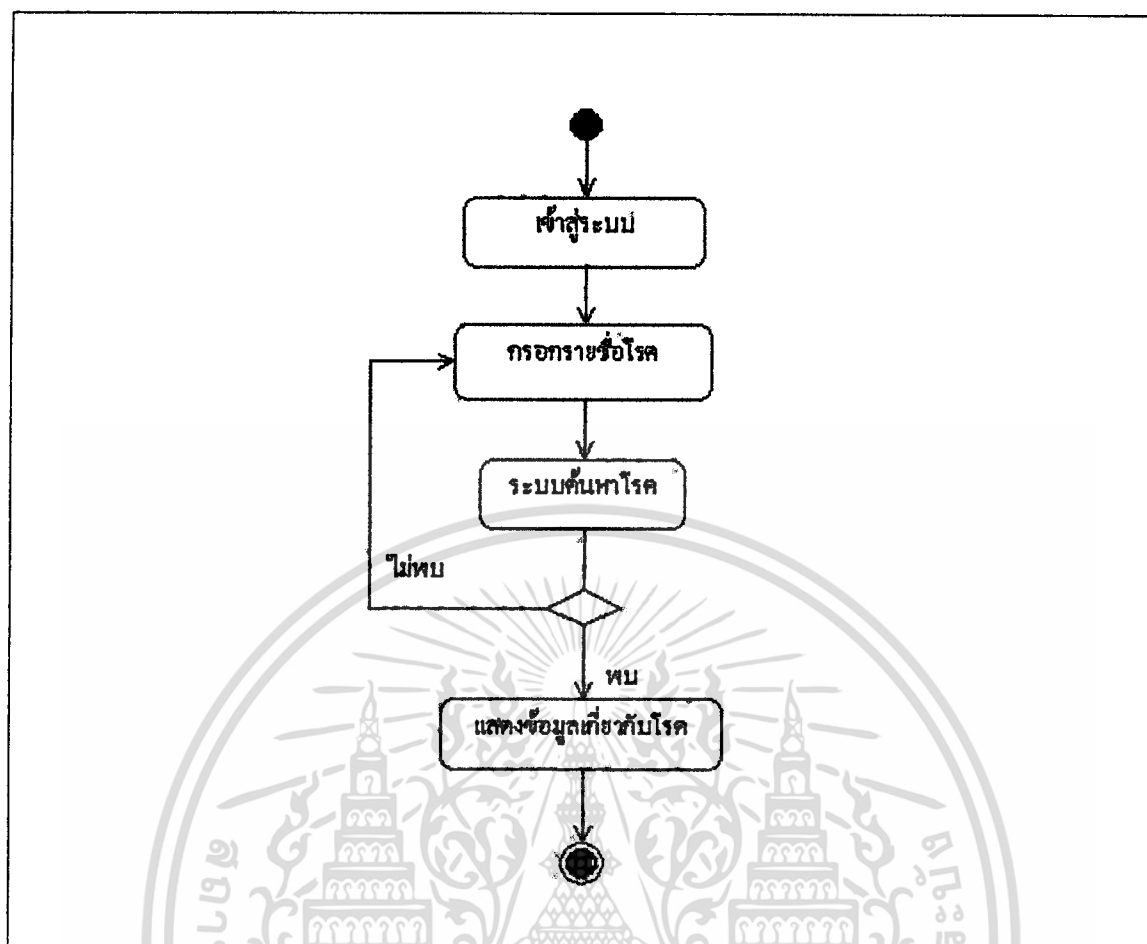 เข้าสู่ระบบ
กรอกรายชื่อโรค
ระบบค้นหาโรค
ไม่พบ
พบ
แสดงข้อมูลเกี่ยวกับโรค